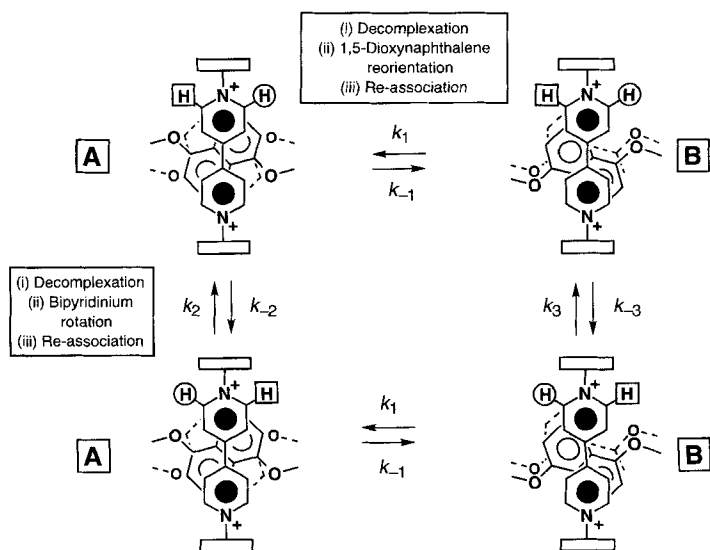 (i) Decomplexation
(ii) 1,5-Dioxynaphthalene
reorientation
(iii) Re-association
H N+ H
H N+ H
A
O O
O O
k1
k-1
O O
O O
B
N+
N+
(i) Decomplexation
(ii) Bipyridinium
rotation
(iii) Re-association
k2 k-2
k3 k-3
H N+ H
H N+ H
A
O O
O O
k1
k-1
O O
O O
B
N+
N+